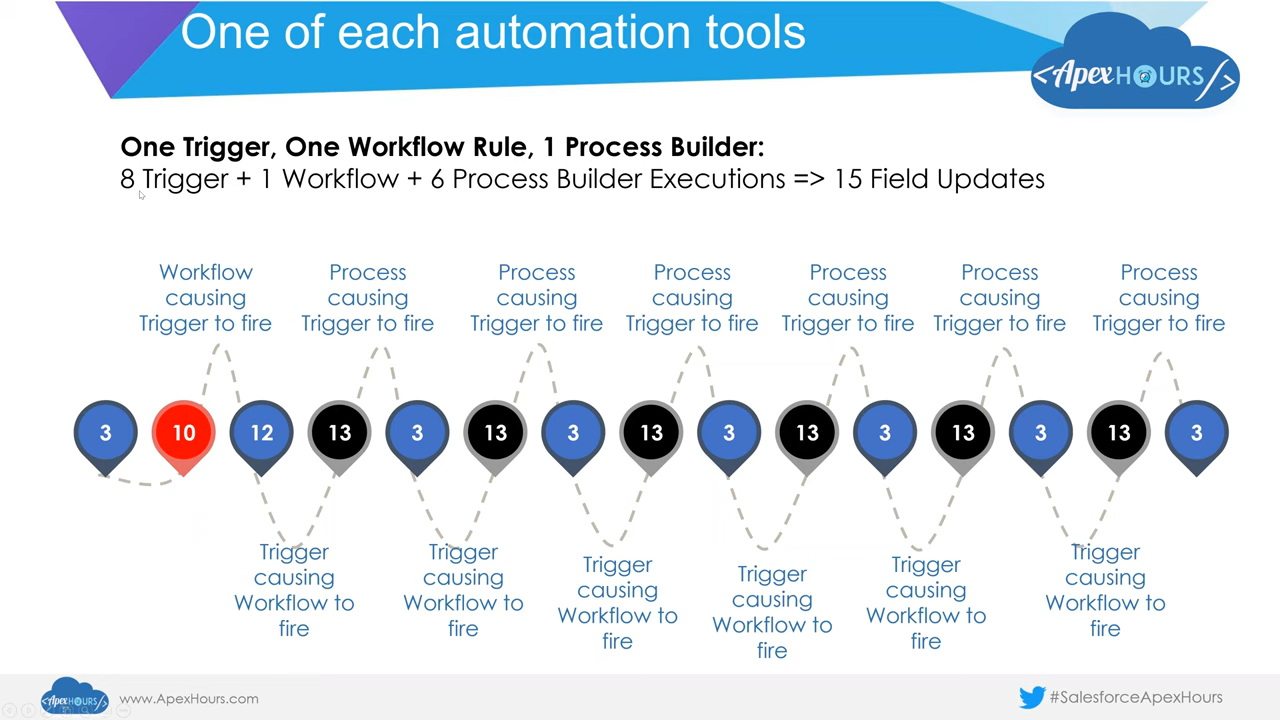 One of each automation tools
<ApexHOURS/>
One Trigger, One Workflow Rule, 1 Process Builder:
8 Trigger + 1 Workflow + 6 Process Builder Executions => 15 Field Updates
Workflow
causing
Trigger to fire
Process
causing
Trigger to fire
Process
causing
Trigger to fire
Process
causing
Trigger to fire
Process
causing
Trigger to fire
Process
causing
Trigger to fire
Process
causing
Trigger to fire
3 10 12 13 3 13 3 13 3 13 3 13 3 13 3
Trigger
causing
Workflow to
fire
Trigger
causing
Workflow to
fire
Trigger
causing
Workflow to
fire
Trigger
causing
Workflow to
fire
Trigger
causing
Workflow to
fire
Trigger
causing
Workflow to
fire
<ApexHOURS/>
www.ApexHours.com
#SalesforceApexHours